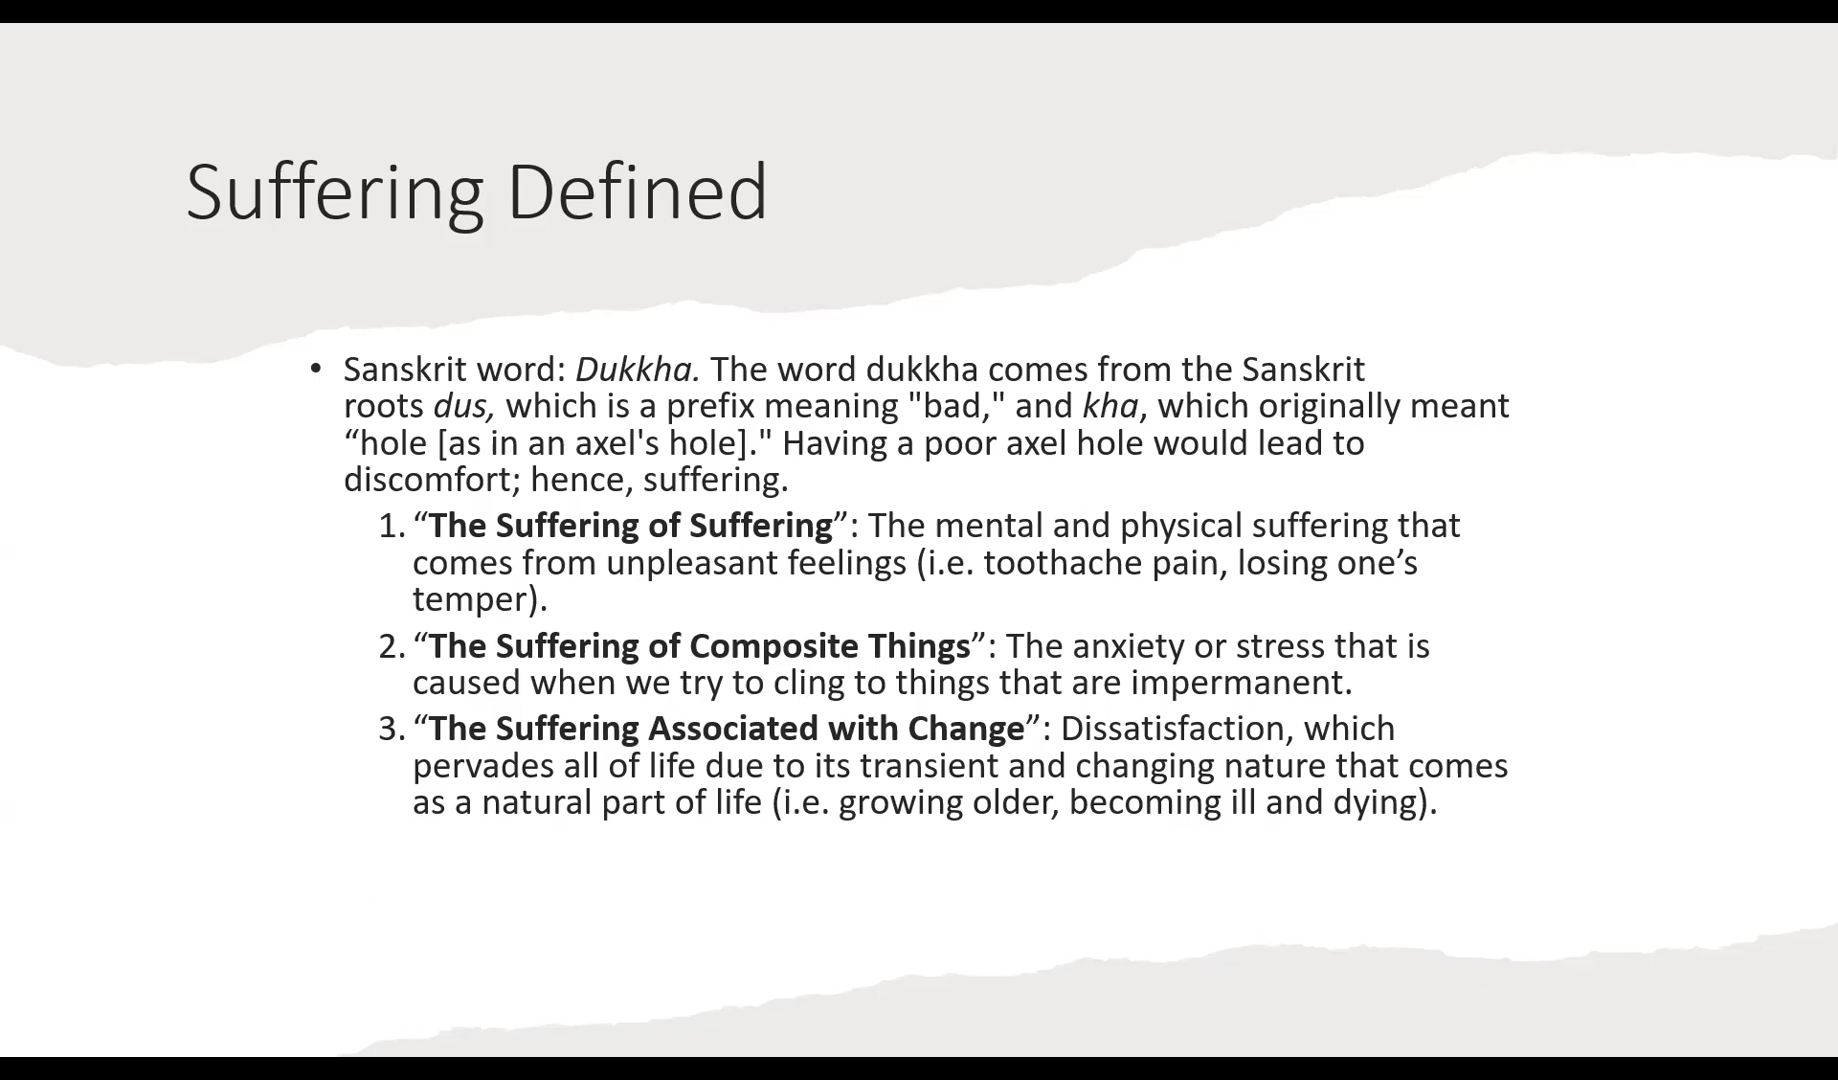 Suffering Defined
• Sanskrit word: Dukkha. The word dukkha comes from the Sanskrit
roots dus, which is a prefix meaning "bad," and kha, which originally meant
“hole [as in an axel's hole]." Having a poor axel hole would lead to
discomfort; hence, suffering.
1. “The Suffering of Suffering”: The mental and physical suffering that
comes from unpleasant feelings (i.e. toothache pain, losing one’s
temper).
2. “The Suffering of Composite Things”: The anxiety or stress that is
caused when we try to cling to things that are impermanent.
3. “The Suffering Associated with Change”: Dissatisfaction, which
pervades all of life due to its transient and changing nature that comes
as a natural part of life (i.e. growing older, becoming ill and dying).